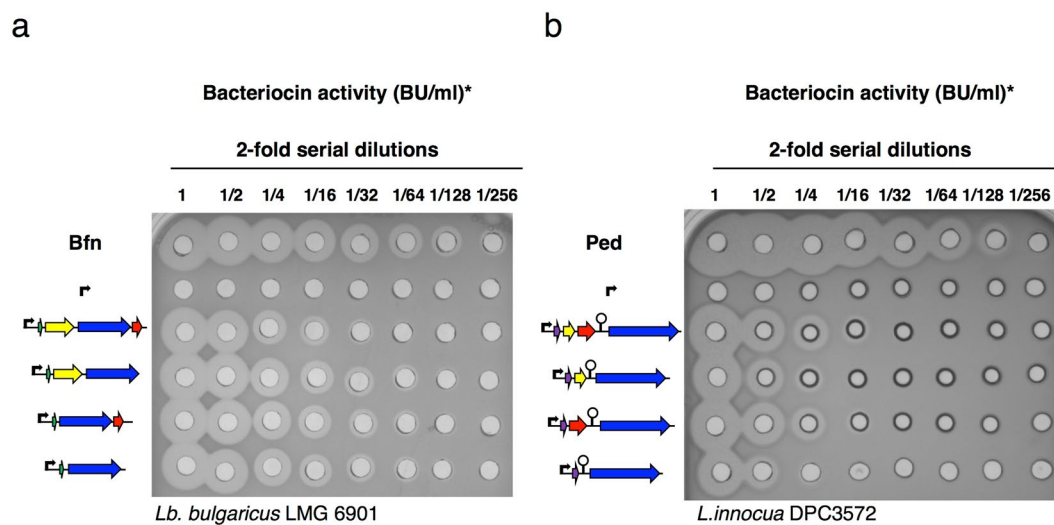 a
Bacteriocin activity (BU/ml)*
2-fold serial dilutions
1 1/2 1/4 1/16 1/32 1/64 1/128 1/256
Bfn
Lb. bulgaricus LMG 6901
b
Bacteriocin activity (BU/ml)*
2-fold serial dilutions
1 1/2 1/4 1/16 1/32 1/64 1/128 1/256
Ped
L.innocua DPC3572